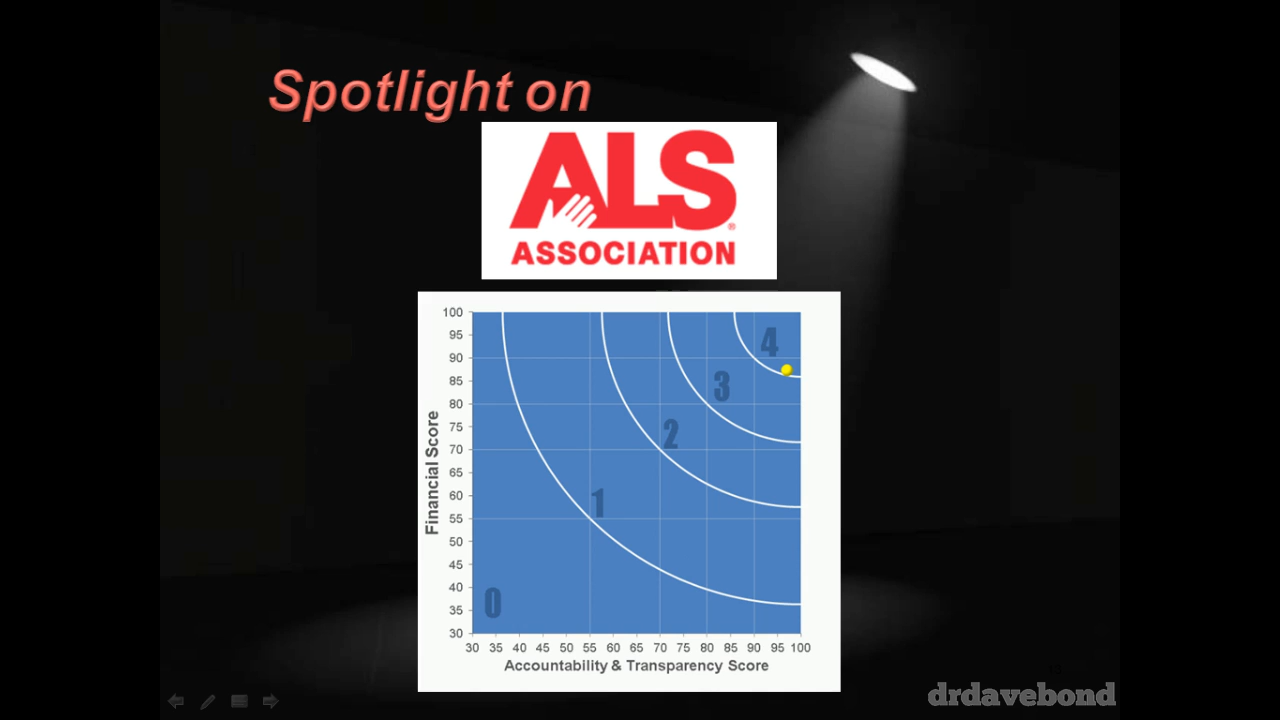 Spotlight on
ALS
ASSOCIATION
100
95
90
85
80
75
70
65
60
55
50
45
40
35
30
Financial Score
4
3
2
1
0
30 35 40 45 50 55 60 65 70 75 80 85 90 95 100
Accountability & Transparency Score
drdavebond